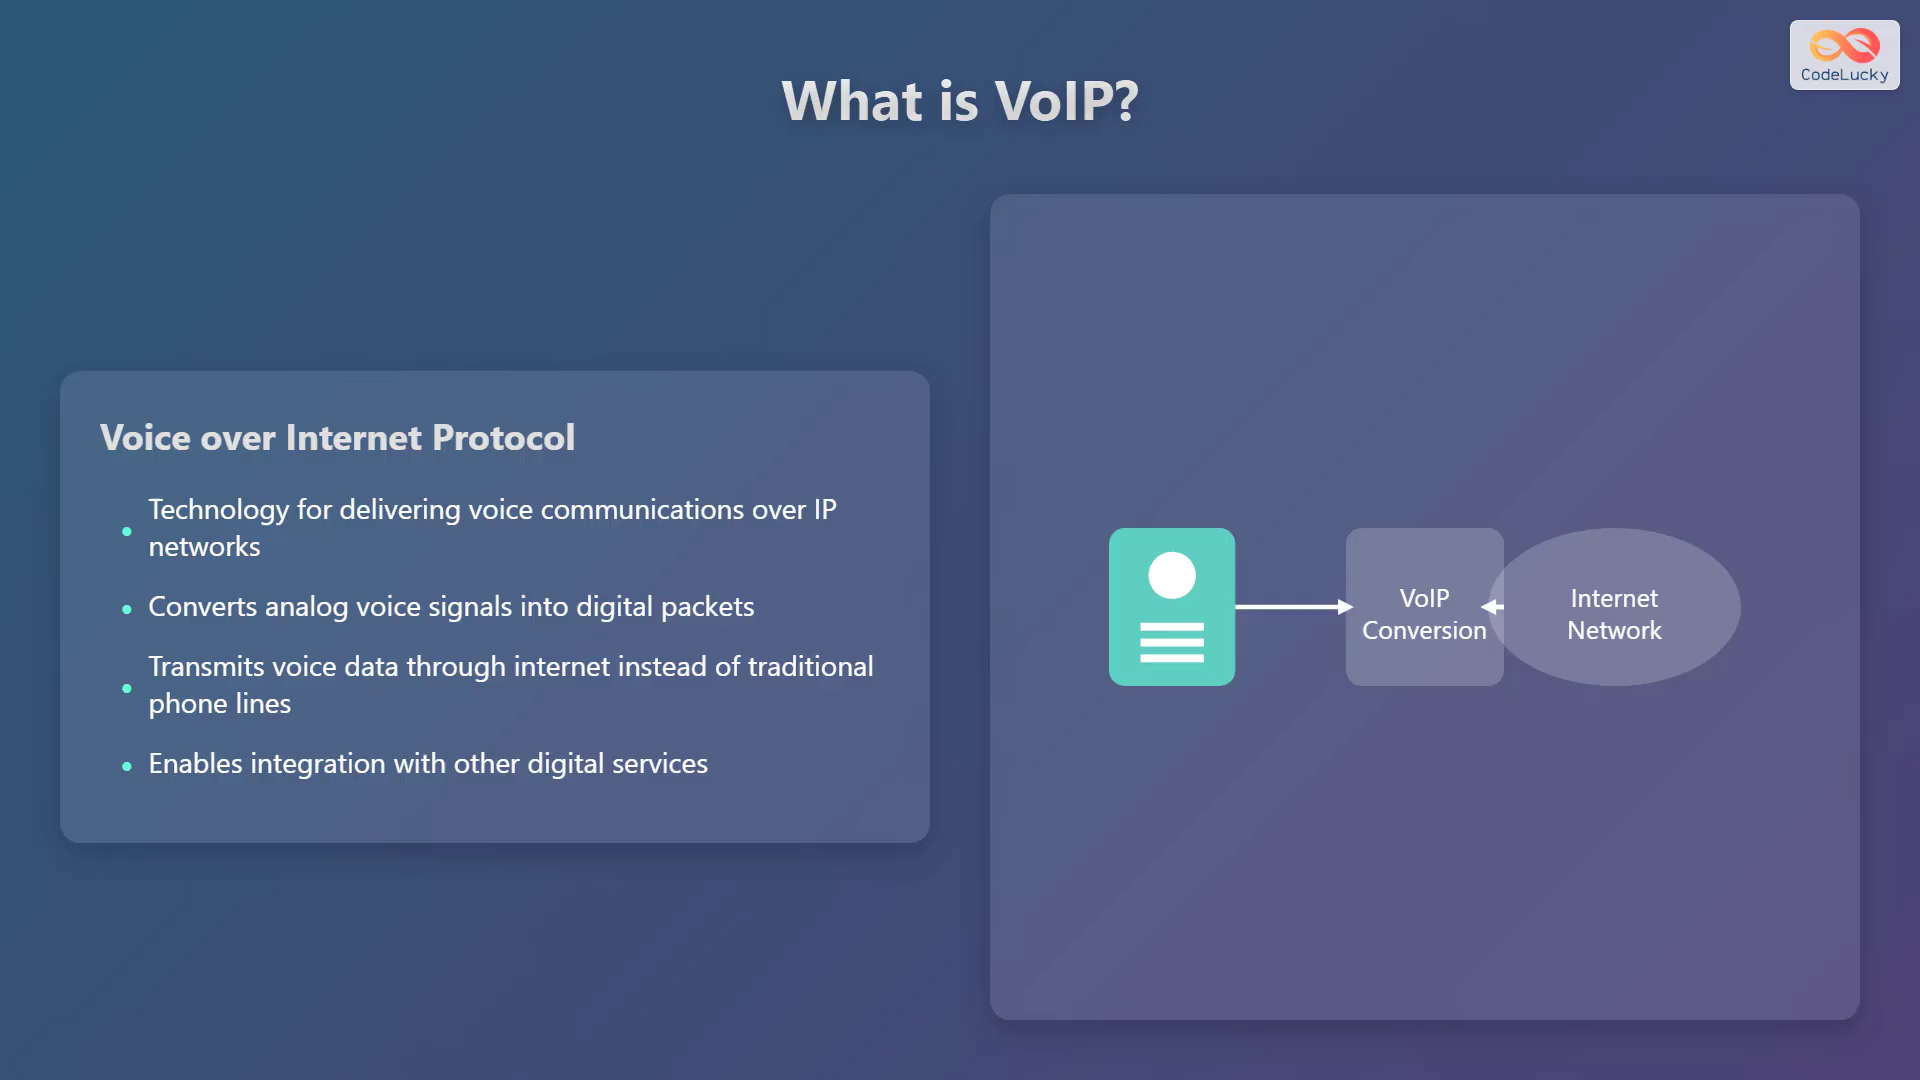 CodeLucky
What is VoIP?
Voice over Internet Protocol
Technology for delivering voice communications over IP
networks
Converts analog voice signals into digital packets
Transmits voice data through internet instead of traditional
phone lines
Enables integration with other digital services
VoIP
Conversion
Internet
Network